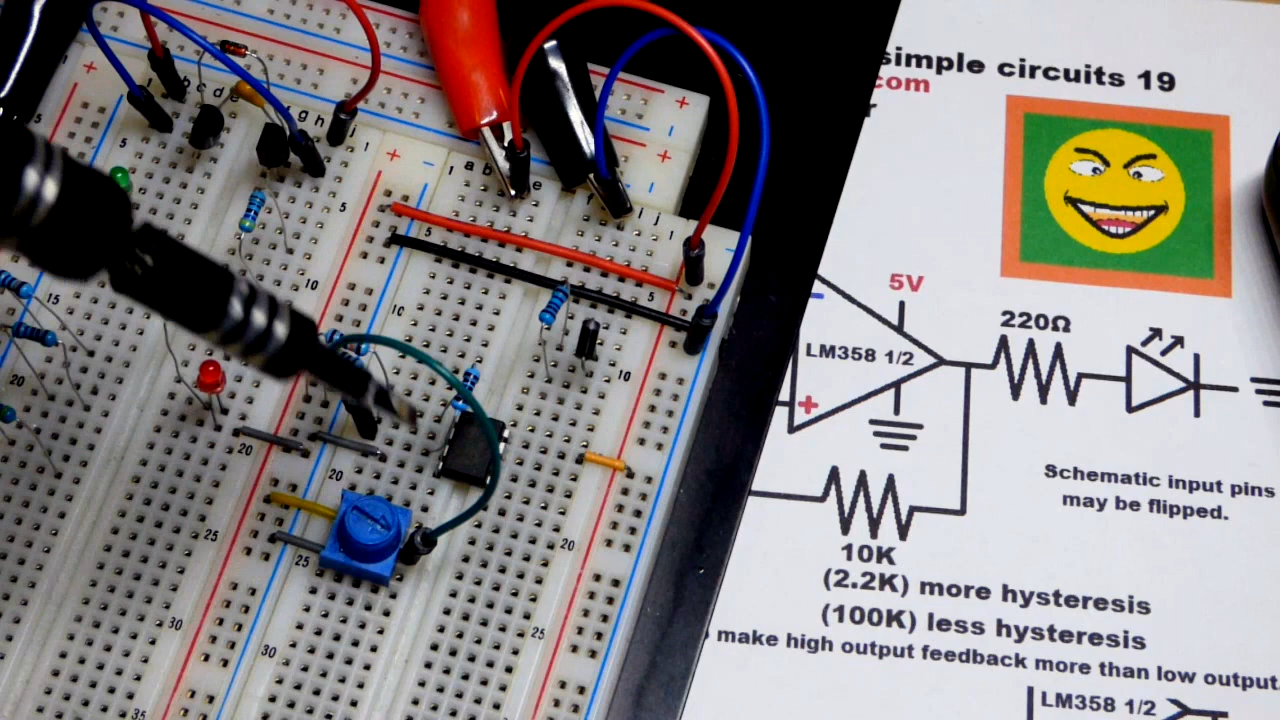 simple circuits 19
com
r
5V
220Ω
LM358 1/2
Schematic input pins
may be flipped.
10K
(2.2K) more hysteresis
(100K) less hysteresis
make high output feedback more than low output
LM358 1/2